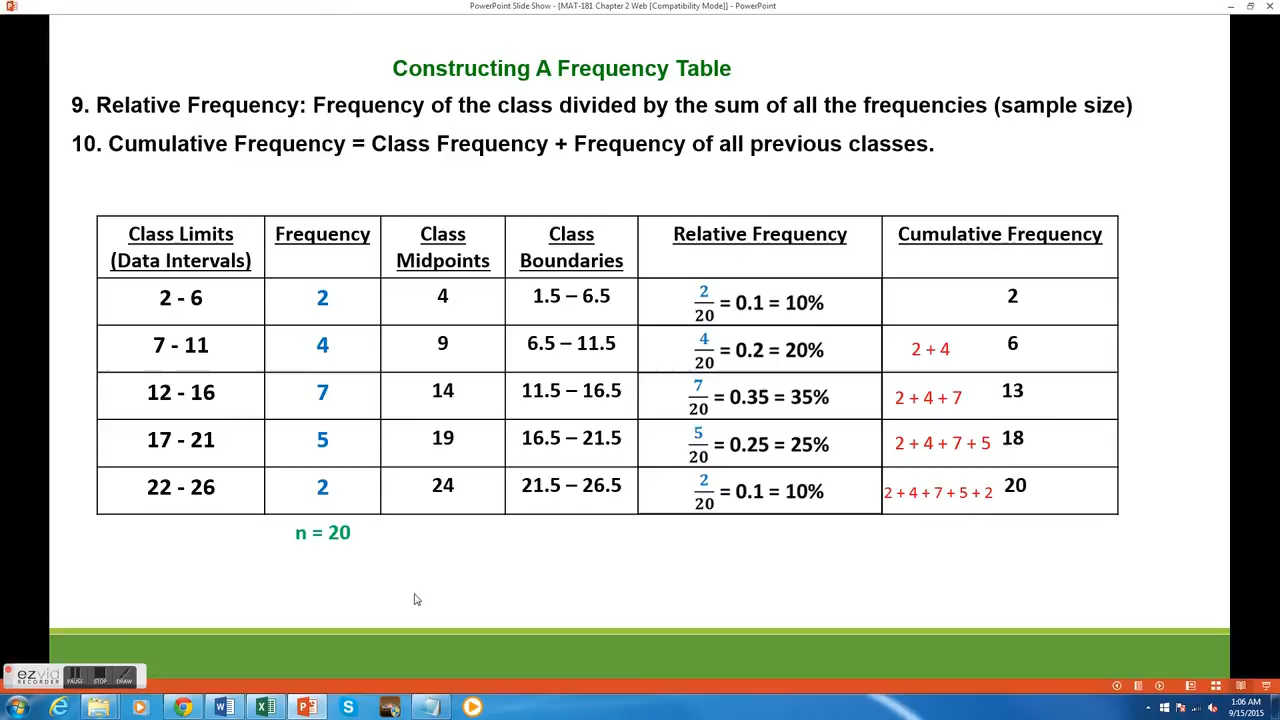 PowerPoint Slide Show - [MAT-181 Chapter 2 Web [Compatibility Mode]] - PowerPoint
Constructing A Frequency Table
9. Relative Frequency: Frequency of the class divided by the sum of all the frequencies (sample size)
10. Cumulative Frequency = Class Frequency + Frequency of all previous classes.
Class Limits (Data Intervals) Frequency Class Midpoints Class Boundaries Relative Frequency Cumulative Frequency
2 - 6 2 4 1.5 – 6.5 2/20 = 0.1 = 10% 2
7 - 11 4 9 6.5 – 11.5 4/20 = 0.2 = 20% 2 + 4 6
12 - 16 7 14 11.5 – 16.5 7/20 = 0.35 = 35% 2 + 4 + 7 13
17 - 21 5 19 16.5 – 21.5 5/20 = 0.25 = 25% 2 + 4 + 7 + 5 18
22 - 26 2 24 21.5 – 26.5 2/20 = 0.1 = 10% 2 + 4 + 7 + 5 + 2 20
n = 20
ezvid
RECORDER
PAUSE STOP DRAW
1:06 AM
9/15/2015